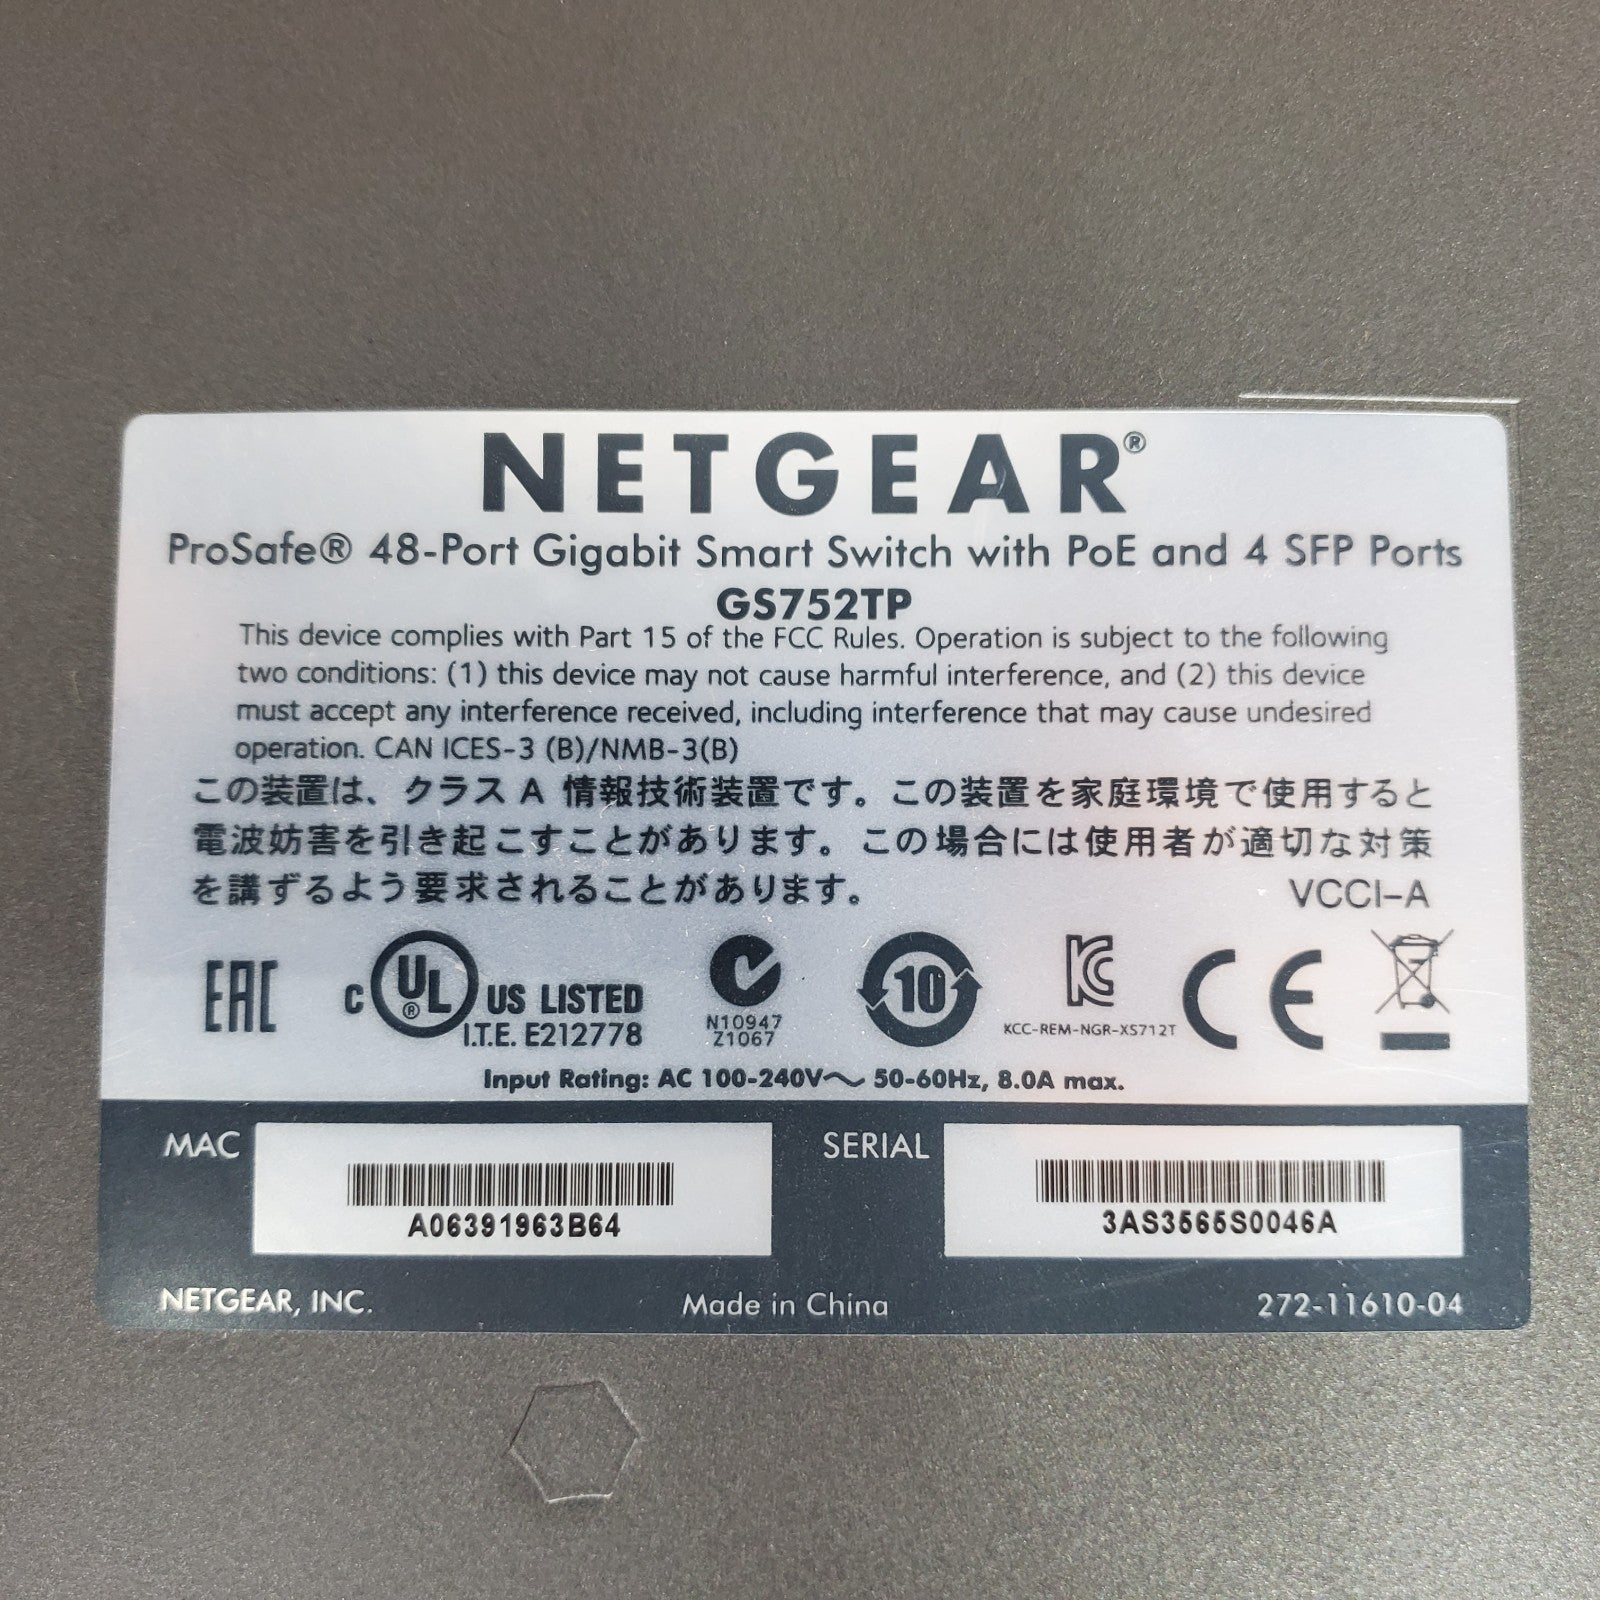 NETGEAR®
ProSafe® 48-Port Gigabit Smart Switch with PoE and 4 SFP Ports
GS752TP
This device complies with Part 15 of the FCC Rules. Operation is subject to the following
two conditions: (1) this device may not cause harmful interference, and (2) this device
must accept any interference received, including interference that may cause undesired
operation. CAN ICES-3 (B)/NMB-3(B)
この装置は、クラス A 情報技術装置です。この装置を家庭環境で使用すると
電波妨害を引き起こすことがあります。この場合には使用者が適切な対策
を講ずるよう要求されることがあります。 VCCI-A
EAC
C UL® US LISTED
I.T.E. E212778
N10947
Z1067
10
KC
KCC-REM-NGR-XS712T
CE
Input Rating: AC 100-240V～ 50-60Hz, 8.0A max.
MAC
A06391963B64
SERIAL
3AS3565S0046A
NETGEAR, INC.
Made in China
272-11610-04